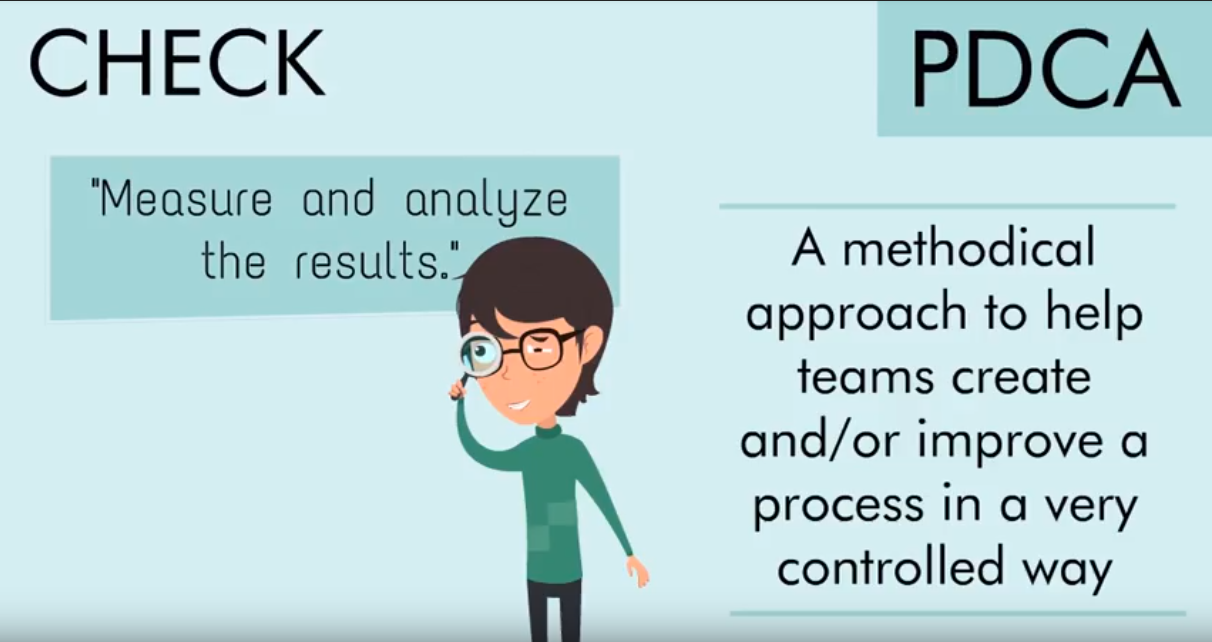 CHECK
PDCA
"Measure and analyze
the results."
A methodical
approach to help
teams create
and/or improve a
process in a very
controlled way